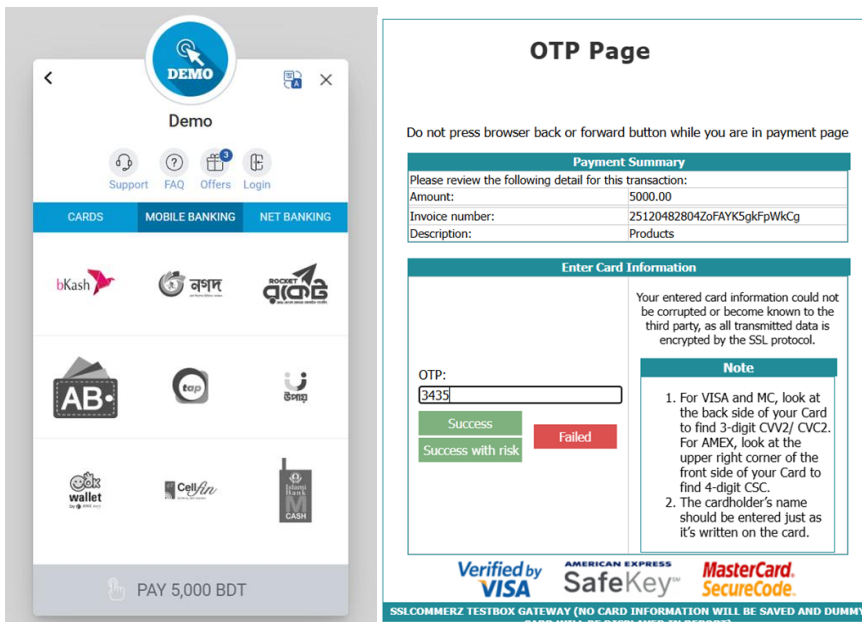 DEMO
Demo
3
Support FAQ Offers Login
CARDS MOBILE BANKING NET BANKING
bKash নগদ ROCKET রকেট
AB tap উপায়
ok wallet Cellfin Islami Bank M CASH
PAY 5,000 BDT
OTP Page
Do not press browser back or forward button while you are in payment page
Payment Summary
Please review the following detail for this transaction:
Amount: 5000.00
Invoice number: 25120482804ZoFAYK5gkFpWkCg
Description: Products
Enter Card Information
OTP:
3435
Success
Success with risk
Failed
Your entered card information could not
be corrupted or become known to the
third party, as all transmitted data is
encrypted by the SSL protocol.
Note
1. For VISA and MC, look at
the back side of your Card
to find 3-digit CVV2/ CVC2.
For AMEX, look at the
upper right corner of the
front side of your Card to
find 4-digit CSC.
2. The cardholder's name
should be entered just as
it's written on the card.
Verified by
VISA
AMERICAN EXPRESS
SafeKey
MasterCard.
SecureCode.
SSLCOMMERZ TESTBOX GATEWAY (NO CARD INFORMATION WILL BE SAVED AND DUMMY